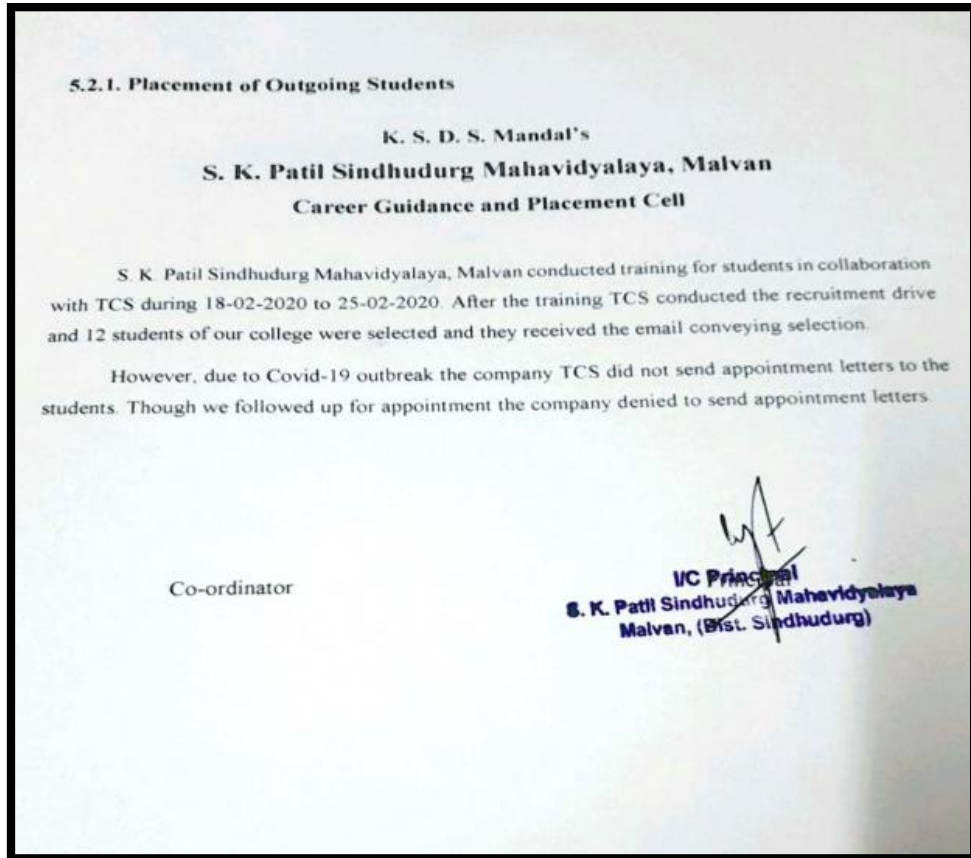 5.2.1. Placement of Outgoing Students
K. S. D. S. Mandal's
S. K. Patil Sindhudurg Mahavidyalaya, Malvan
Career Guidance and Placement Cell
S. K. Patil Sindhudurg Mahavidyalaya, Malvan conducted training for students in collaboration
with TCS during 18-02-2020 to 25-02-2020. After the training TCS conducted the recruitment drive
and 12 students of our college were selected and they received the email conveying selection.
However, due to Covid-19 outbreak the company TCS did not send appointment letters to the
students. Though we followed up for appointment the company denied to send appointment letters.
Co-ordinator
I/C Principal
S. K. Patil Sindhudurg Mahavidyalaya
Malvan, (Dist. Sindhudurg)